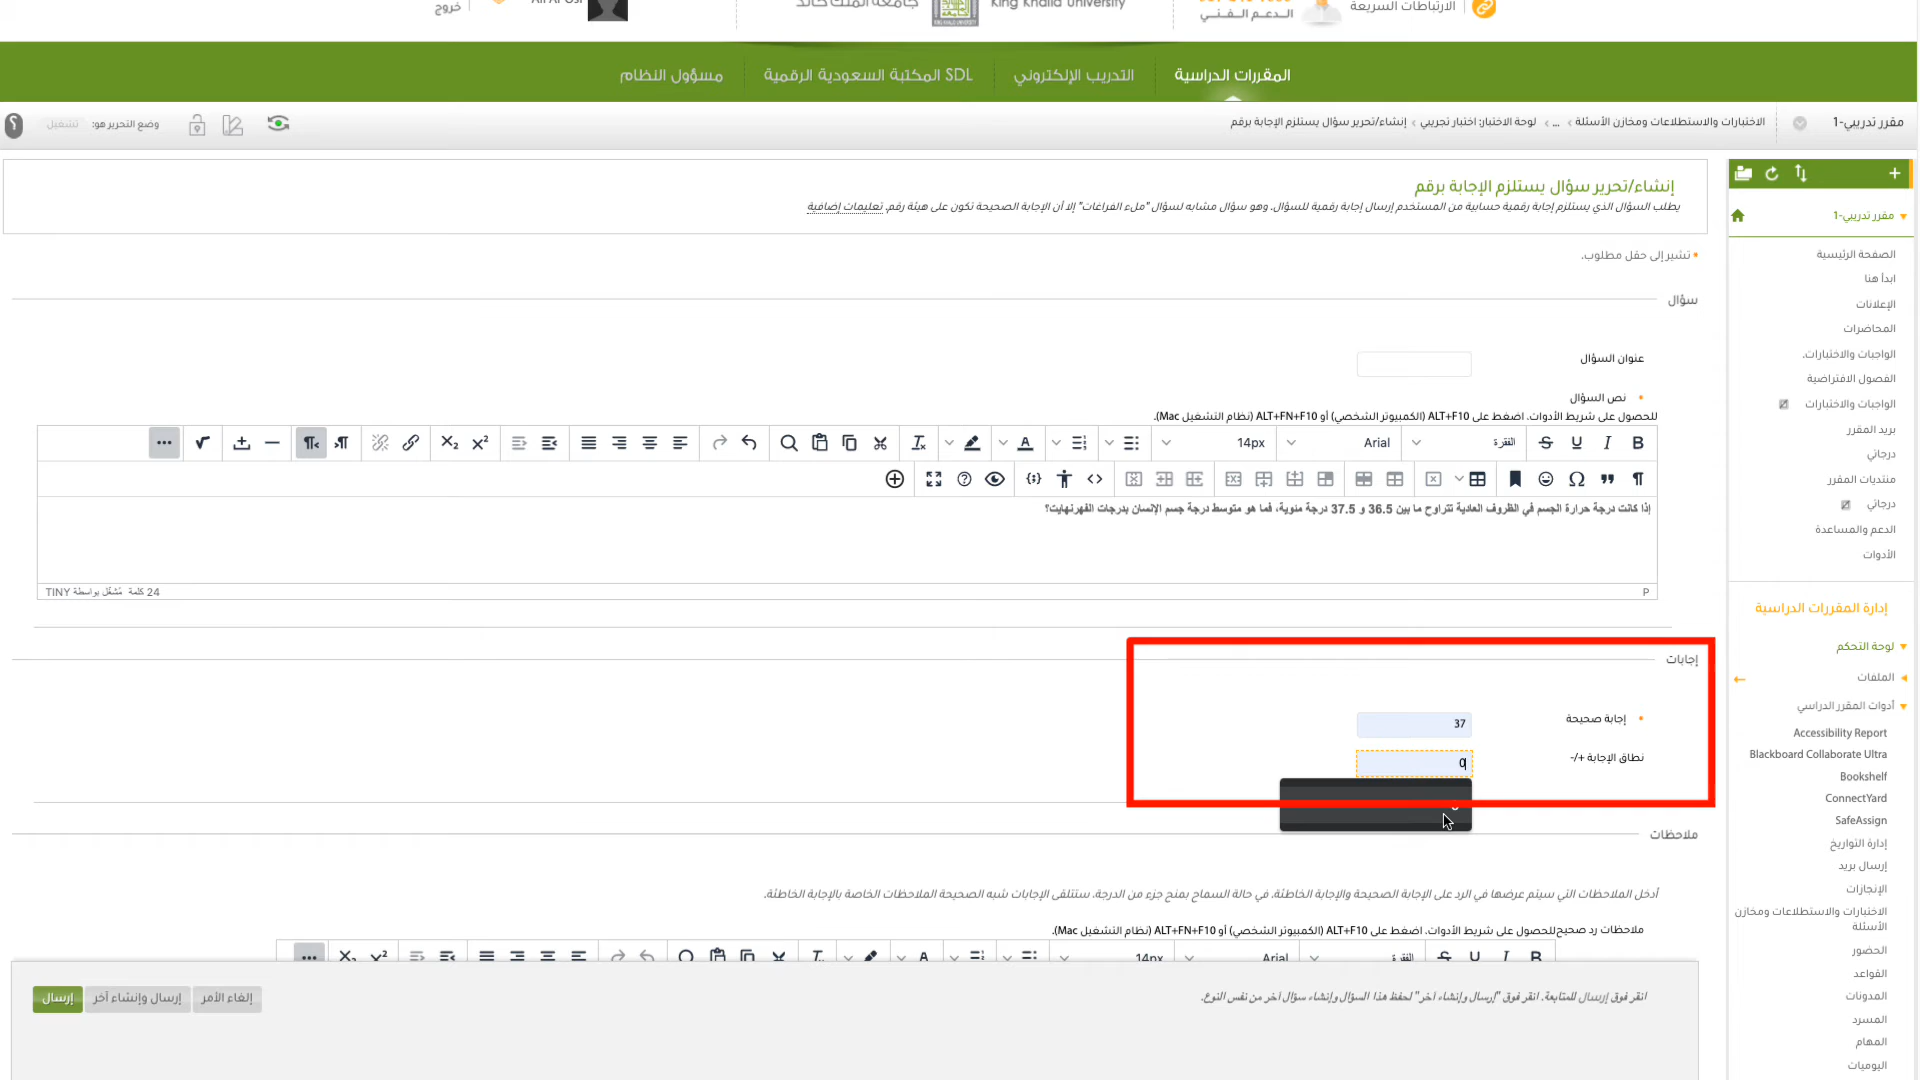 خروج
جامعة الملك خالد
King Khalid University
الـدعـم الـفـنــي
الارتباطات السريعة
المقررات الدراسية
التدريب الإلكتروني
SDL المكتبة السعودية الرقمية
مسؤول النظام
مقرر تدريبي-1
الاختبارات والاستطلاعات ومخازن الأسئلة
...
لوحة الاختبار: اختبار تجريبي
إنشاء/تحرير سؤال يستلزم الإجابة برقم
وضع التحرير هو:
تشغيل
؟
إنشاء/تحرير سؤال يستلزم الإجابة برقم
يطلب السؤال الذي يستلزم إجابة رقمية حسابية من المستخدم إرسال إجابة رقمية للسؤال. وهو سؤال مشابه لسؤال "ملء الفراغات" إلا أن الإجابة الصحيحة تكون على هيئة رقم. تعليمات إضافية
* تشير إلى حقل مطلوب.
سؤال
عنوان السؤال
نص السؤال
للحصول على شريط الأدوات، اضغط على ALT+F10 (الكمبيوتر الشخصي) أو ALT+FN+F10 (نظام التشغيل Mac).
B I U S الفقرة Arial 14px
إذا كانت درجة حرارة الجسم في الظروف العادية تتراوح ما بين 36.5 و 37.5 درجة مئوية، فما هو متوسط درجة جسم الإنسان بدرجات الفهرنهايت؟
P
24 كلمة مُشغّل بواسطة TINY
إجابات
إجابة صحيحة
37
نطاق الإجابة +/-
0
ملاحظات
أدخل الملاحظات التي سيتم عرضها في الرد على الإجابة الصحيحة والإجابة الخاطئة. في حالة السماح بمنح جزء من الدرجة، ستتلقى الإجابات شبه الصحيحة الملاحظات الخاصة بالإجابة الخاطئة.
ملاحظات رد صحيح
للحصول على شريط الأدوات، اضغط على ALT+F10 (الكمبيوتر الشخصي) أو ALT+FN+F10 (نظام التشغيل Mac).
B I U S الفقرة Arial 14px
انقر فوق إرسال للمتابعة. انقر فوق "إرسال وإنشاء آخر" لحفظ هذا السؤال وإنشاء سؤال آخر من نفس النوع.
إلغاء الأمر
إرسال وإنشاء آخر
إرسال
مقرر تدريبي-1
الصفحة الرئيسية
ابدأ هنا
الإعلانات
المحاضرات
الواجبات والاختبارات.
الفصول الافتراضية
الواجبات والاختبارات
بريد المقرر
درجاتي
منتديات المقرر
درجاتي
الدعم والمساعدة
الأدوات
إدارة المقررات الدراسية
لوحة التحكم
الملفات
أدوات المقرر الدراسي
Accessibility Report
Blackboard Collaborate Ultra
Bookshelf
ConnectYard
SafeAssign
إدارة التواريخ
إرسال بريد
الإنجازات
الاختبارات والاستطلاعات ومخازن
الأسئلة
الحضور
القواعد
المدونات
المسرد
المهام
اليوميات